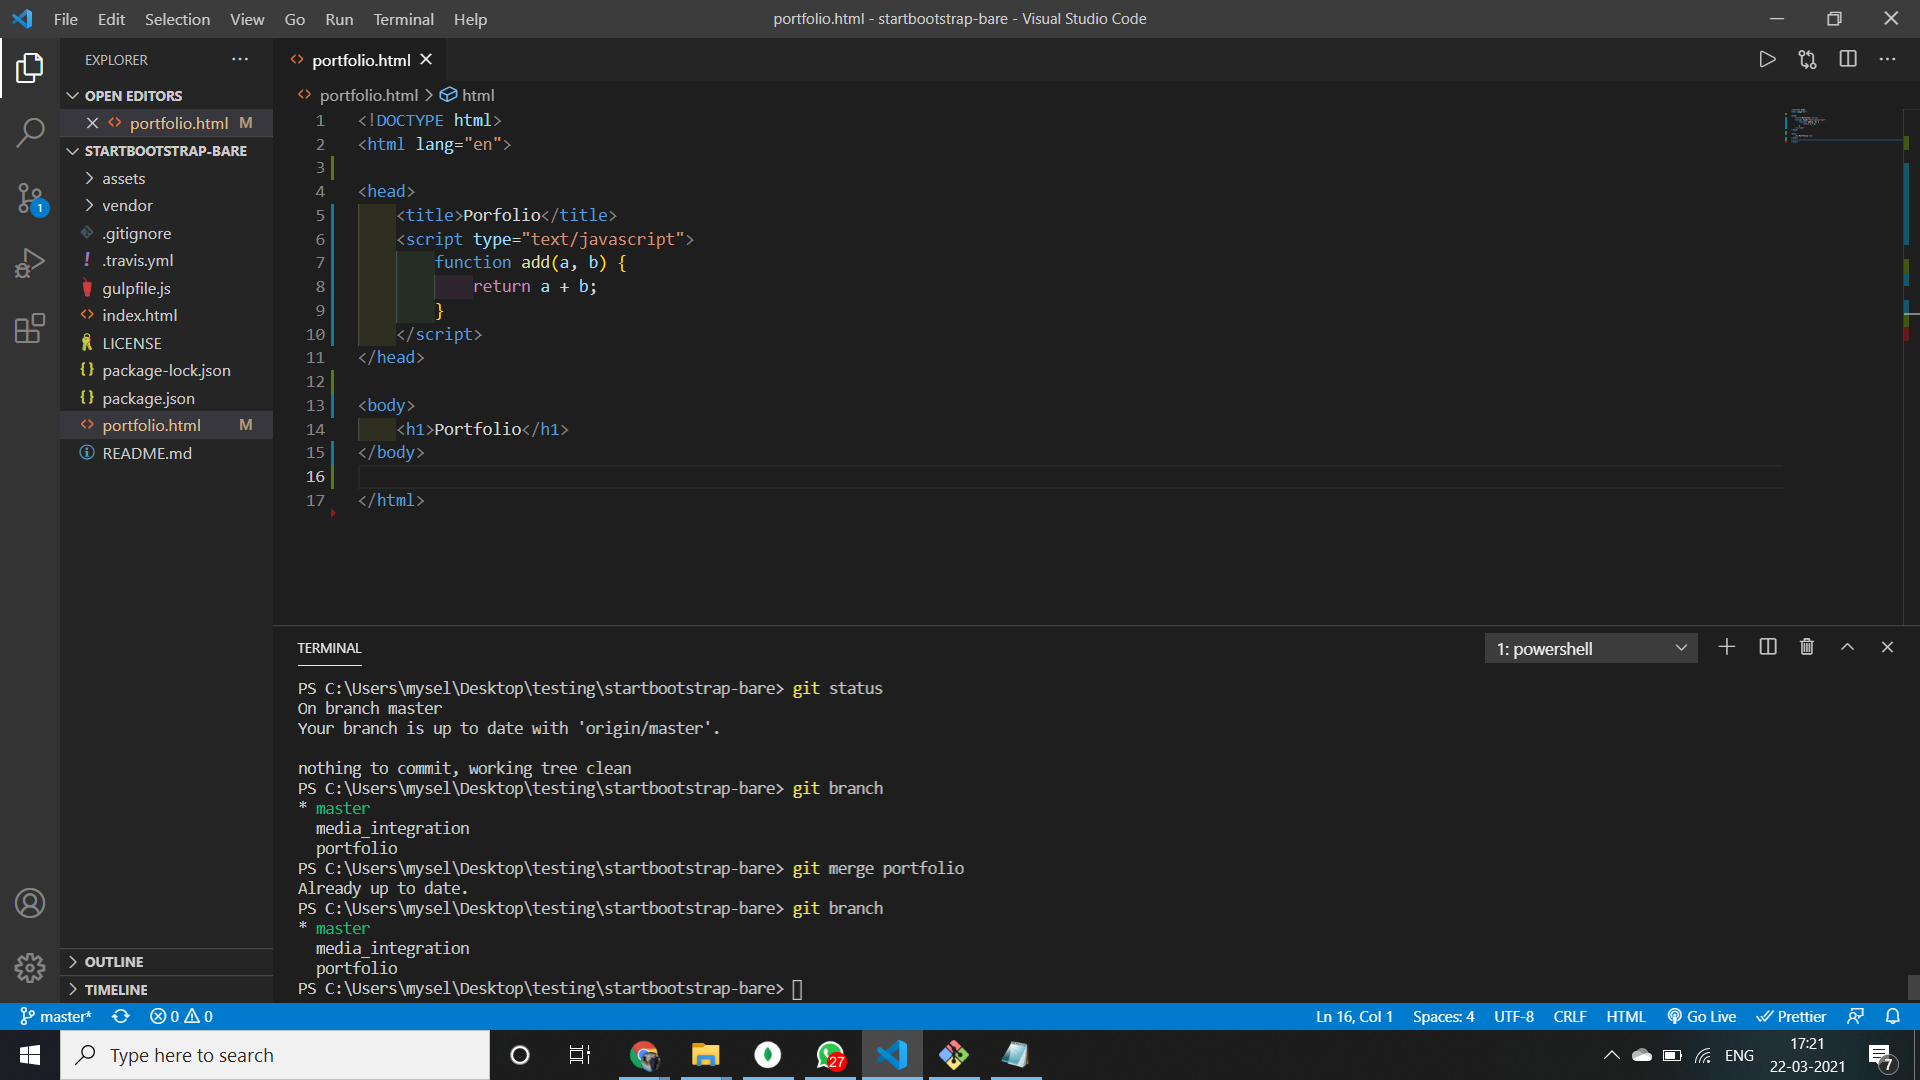 File Edit Selection View Go Run Terminal Help
portfolio.html - startbootstrap-bare - Visual Studio Code
EXPLORER
OPEN EDITORS
portfolio.html M
STARTBOOTSTRAP-BARE
assets
vendor
.gitignore
.travis.yml
gulpfile.js
index.html
LICENSE
package-lock.json
package.json
portfolio.html M
README.md
OUTLINE
TIMELINE
1
portfolio.html
portfolio.html > html
1 <!DOCTYPE html>
2 <html lang="en">
3
4 <head>
5 <title>Porfolio</title>
6 <script type="text/javascript">
7 function add(a, b) {
8 return a + b;
9 }
10 </script>
11 </head>
12
13 <body>
14 <h1>Portfolio</h1>
15 </body>
16
17 </html>
TERMINAL
1: powershell
PS C:\Users\mysel\Desktop\testing\startbootstrap-bare> git status
On branch master
Your branch is up to date with 'origin/master'.
nothing to commit, working tree clean
PS C:\Users\mysel\Desktop\testing\startbootstrap-bare> git branch
* master
media_integration
portfolio
PS C:\Users\mysel\Desktop\testing\startbootstrap-bare> git merge portfolio
Already up to date.
PS C:\Users\mysel\Desktop\testing\startbootstrap-bare> git branch
* master
media_integration
portfolio
PS C:\Users\mysel\Desktop\testing\startbootstrap-bare>
master* 0 0
Ln 16, Col 1 Spaces: 4 UTF-8 CRLF HTML Go Live Prettier
Type here to search
27
ENG
17:21
22-03-2021
7